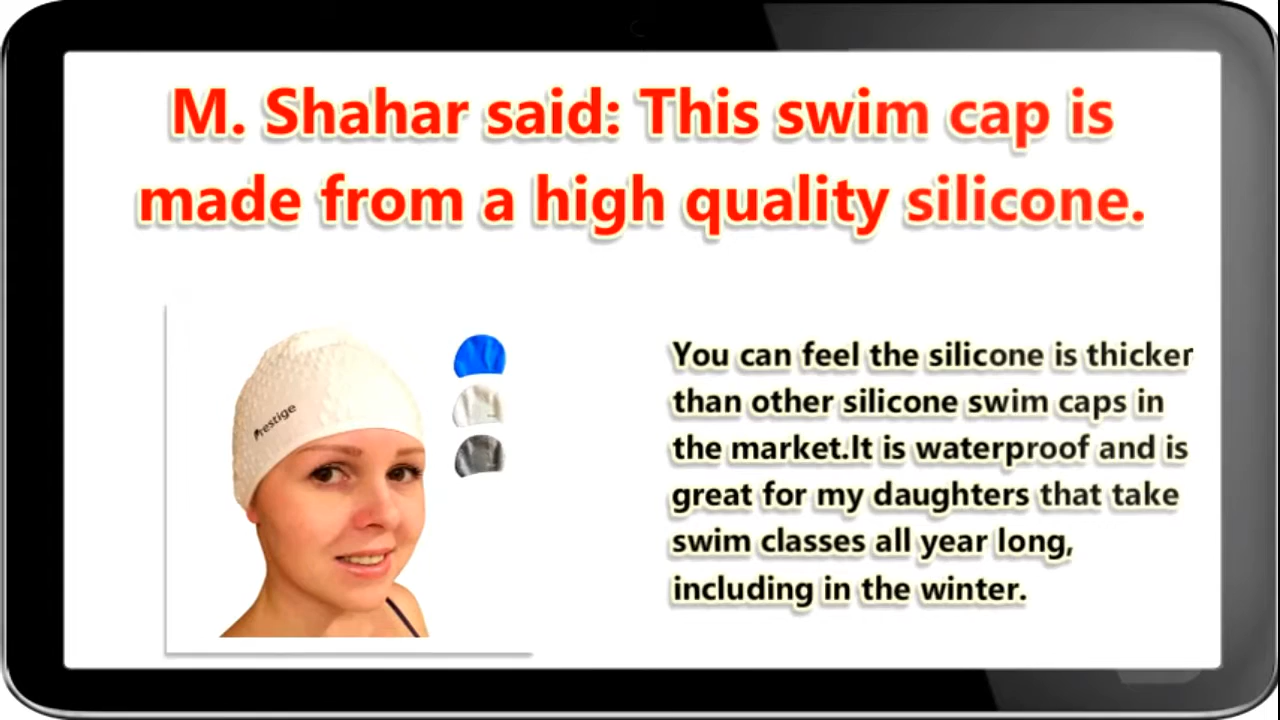 M. Shahar said: This swim cap is
made from a high quality silicone.
Prestige
You can feel the silicone is thicker
than other silicone swim caps in
the market.It is waterproof and is
great for my daughters that take
swim classes all year long,
including in the winter.